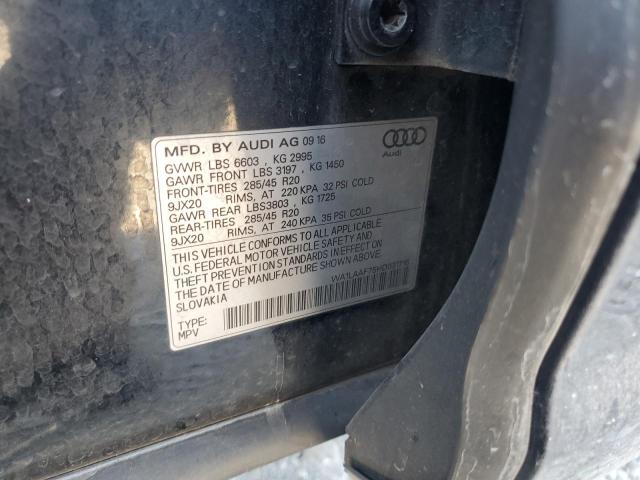 MFD. BY AUDI AG 09 16
GVWR LBS 6603 , KG 2995
GAWR FRONT LBS 3197 , KG 1450
FRONT-TIRES 285/45 R20
9JX20 RIMS, AT 220 KPA 32 PSI COLD
GAWR REAR LBS3803 , KG 1725
REAR-TIRES 285/45 R20
9JX20 RIMS, AT 240 KPA 35 PSI COLD
THIS VEHICLE CONFORMS TO ALL APPLICABLE
U.S. FEDERAL MOTOR VEHICLE SAFETY AND
THEFT PREVENTION STANDARDS IN EFFECT ON
THE DATE OF MANUFACTURE SHOWN ABOVE.
SLOVAKIA
TYPE:
MPV
Audi